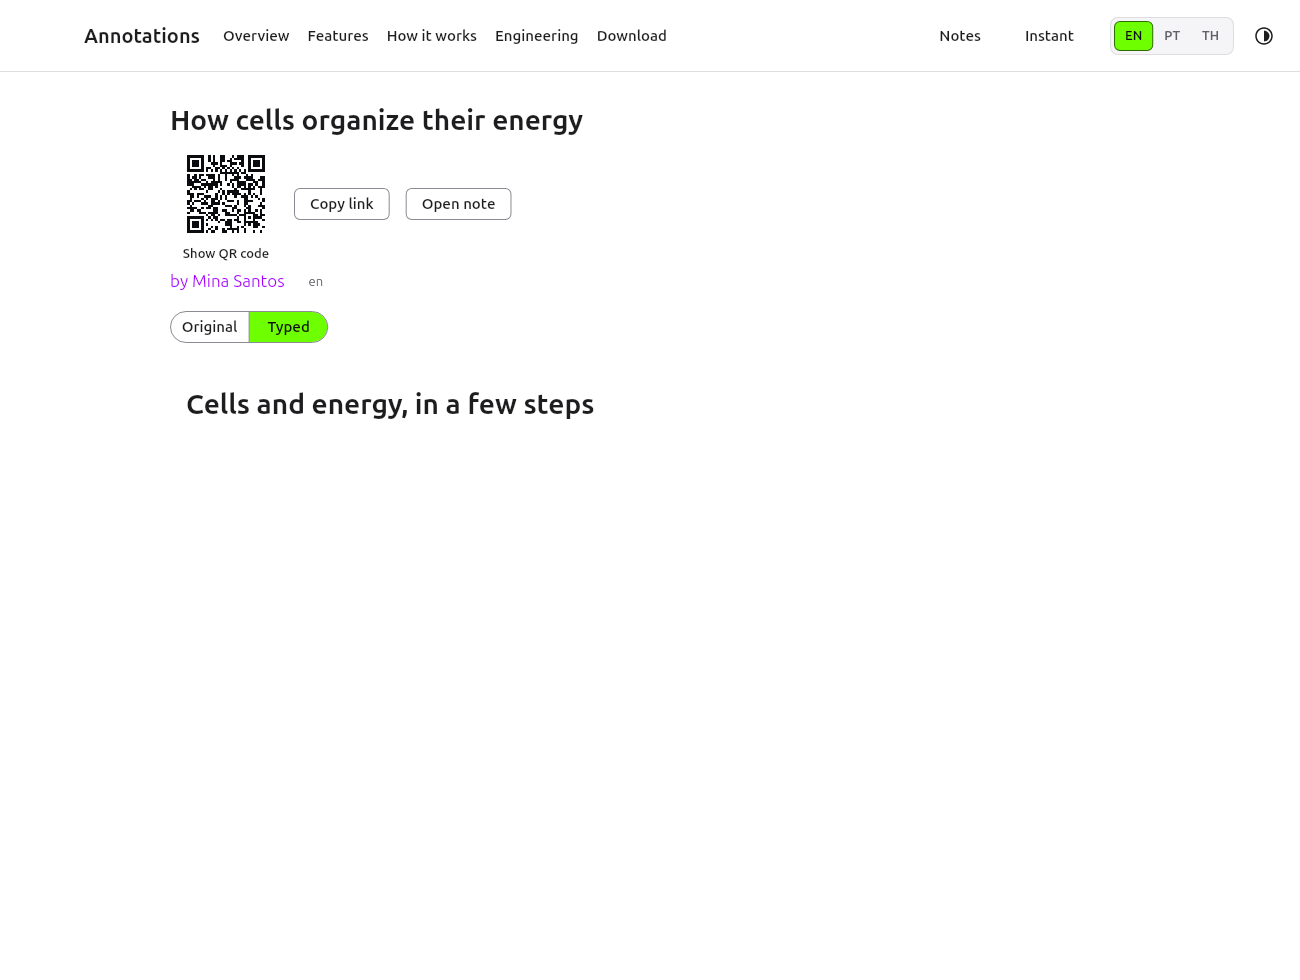 Annotations Overview Features How it works Engineering Download Notes Instant EN PT TH
How cells organize their energy
Copy link Open note
Show QR code
by Mina Santos en
Original Typed
Cells and energy, in a few steps